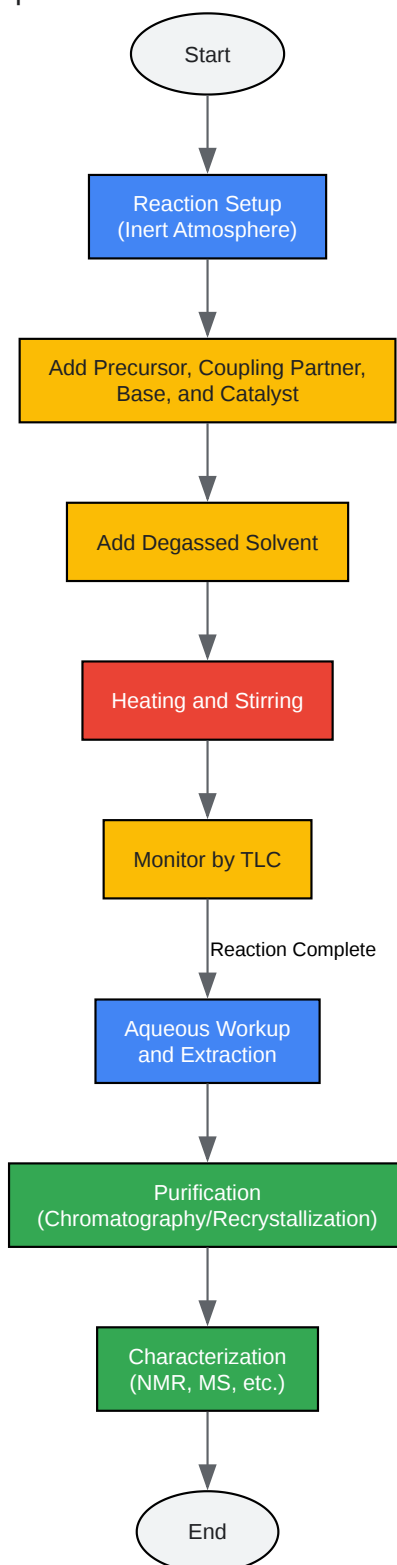 Start
Reaction Setup
(Inert Atmosphere)
Add Precursor, Coupling Partner,
Base, and Catalyst
Add Degassed Solvent
Heating and Stirring
Monitor by TLC
Reaction Complete
Aqueous Workup
and Extraction
Purification
(Chromatography/Recrystallization)
Characterization
(NMR, MS, etc.)
End